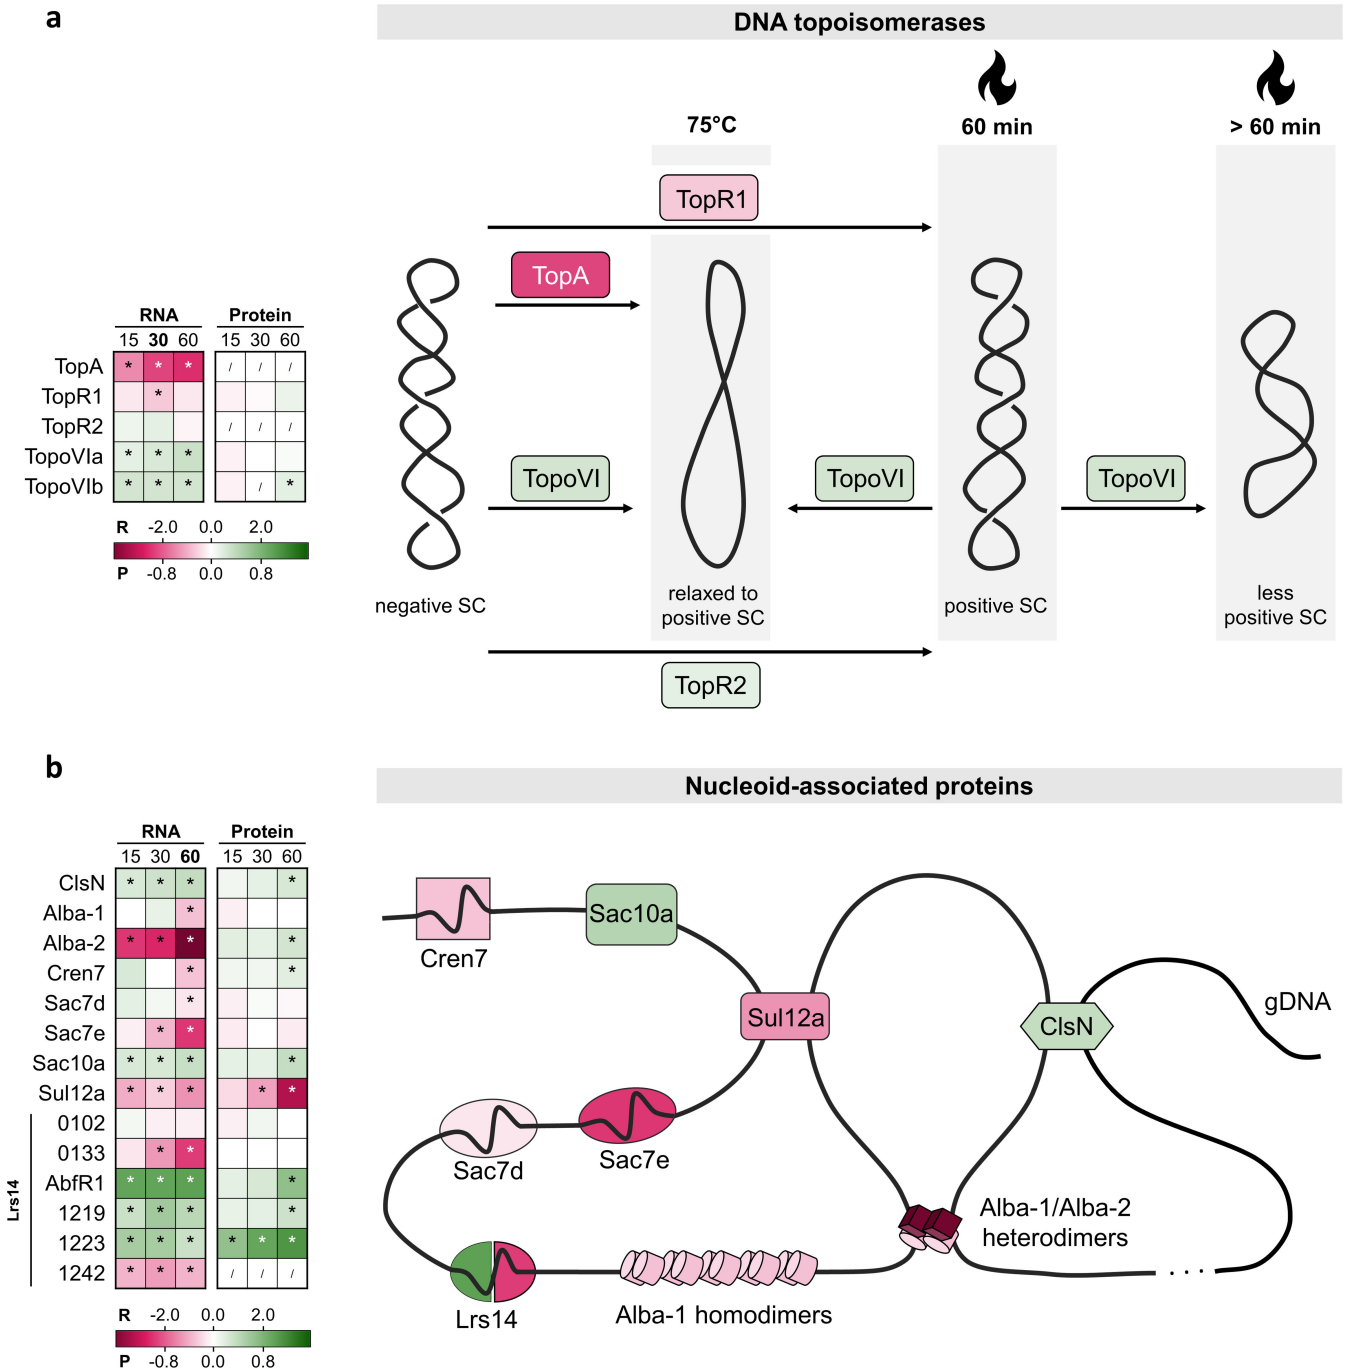 a
DNA topoisomerases
75°C
60 min
> 60 min
TopR1
TopA
TopoVI
TopoVI
TopoVI
negative SC
relaxed to
positive SC
positive SC
less
positive SC
TopR2
RNA Protein
15 30 60 15 30 60
TopA * * * / / /
TopR1 *
TopR2 / / /
TopoVIa * * *
TopoVIb * * * / *
R -2.0 0.0 2.0
P -0.8 0.0 0.8
b
Nucleoid-associated proteins
RNA Protein
15 30 60 15 30 60
ClsN * * * *
Alba-1 *
Alba-2 * * * *
Cren7 * *
Sac7d *
Sac7e * *
Sac10a * * * *
Sul12a * * * * *
Lrs14
0102
0133 * *
AbfR1 * * * *
1219 * * * *
1223 * * * * * *
1242 * * * / / /
R -2.0 0.0 2.0
P -0.8 0.0 0.8
Cren7
Sac10a
Sul12a
ClsN
gDNA
Sac7d
Sac7e
Alba-1/Alba-2
heterodimers
Lrs14
Alba-1 homodimers